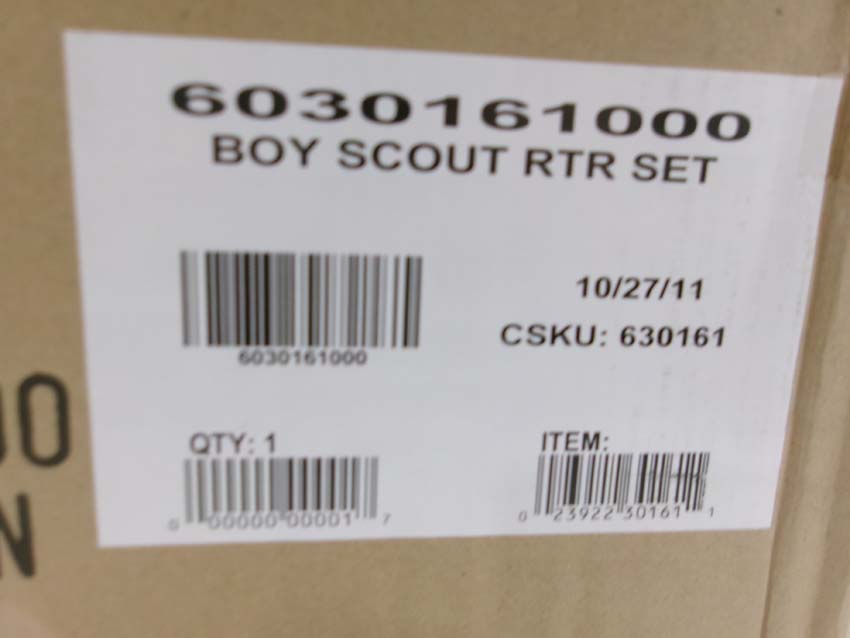 6030161000
BOY SCOUT RTR SET
10/27/11
CSKU: 630161
6030161000
QTY: 1
ITEM:
0 00000 00001 7
0 23922 30161 1